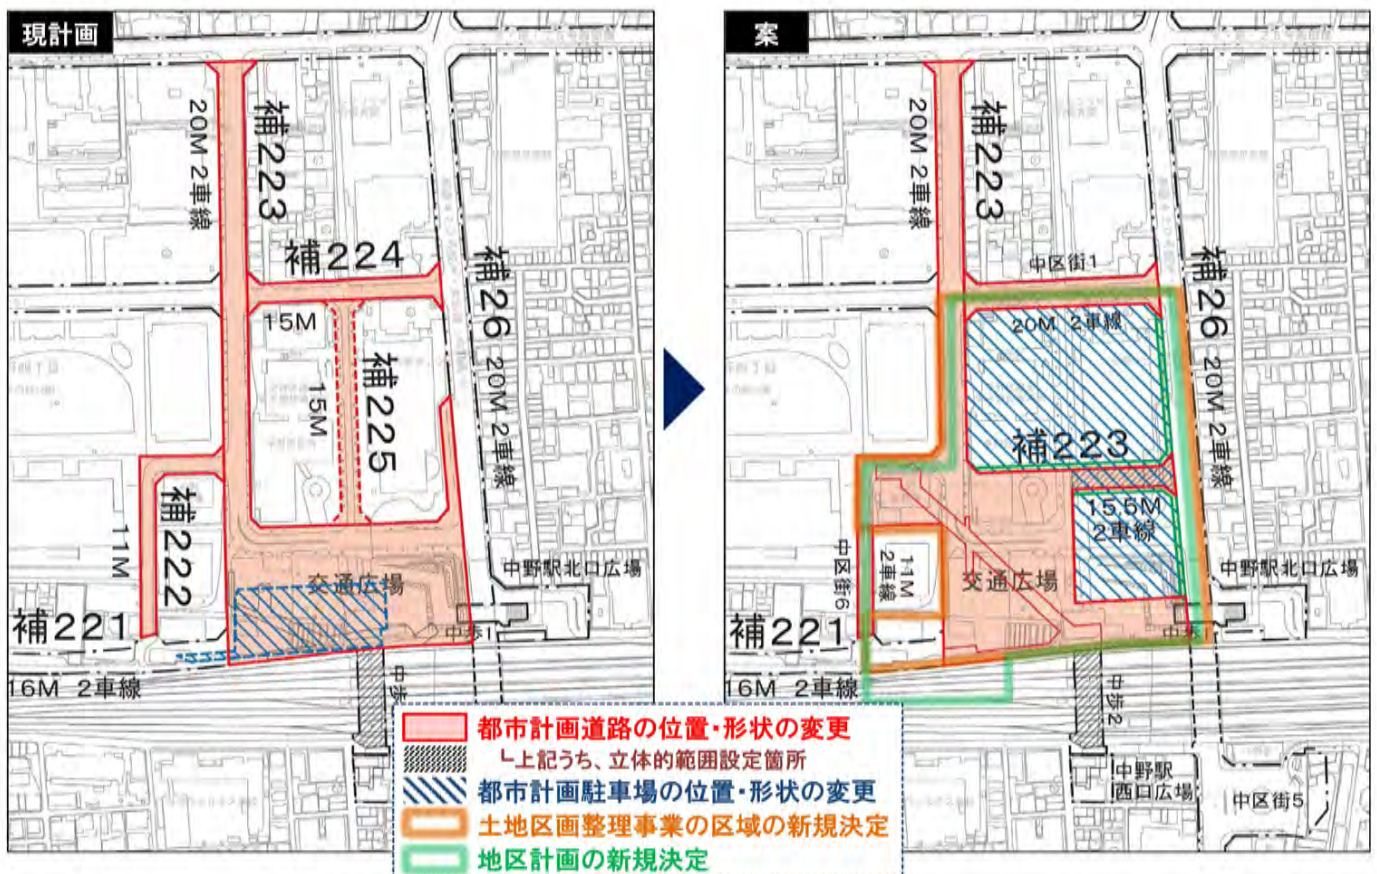 現計画
20M 2車線
補223
補224
15M
15M
補225
補26
20M 2車線
11M
補222
交通広場
中野駅北口広場
補221
中歩1
16M 2車線
中歩
案
20M 2車線
補223
中区街1
補26
20M 2車線
20M 2車線
補223
15.5M
2車線
中区街6
11M
2車線
交通広場
中野駅北口広場
補221
中歩
16M 2車線
中歩2
中野駅
西口広場
中区街5
都市計画道路の位置・形状の変更
└上記うち、立体的範囲設定箇所
都市計画駐車場の位置・形状の変更
土地区画整理事業の区域の新規決定
地区計画の新規決定